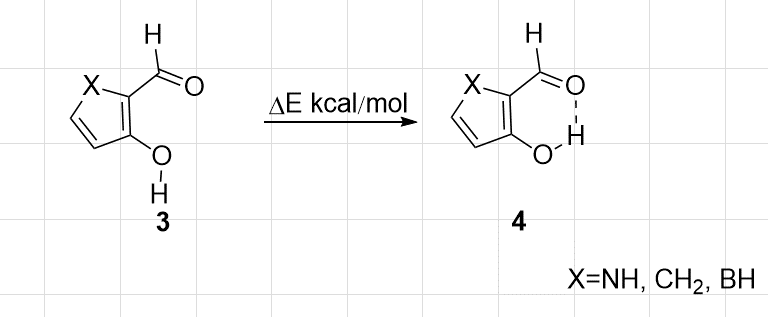 H H
X O X O
ΔE kcal/mol
H
O O
H
3 4
X=NH, CH₂, BH